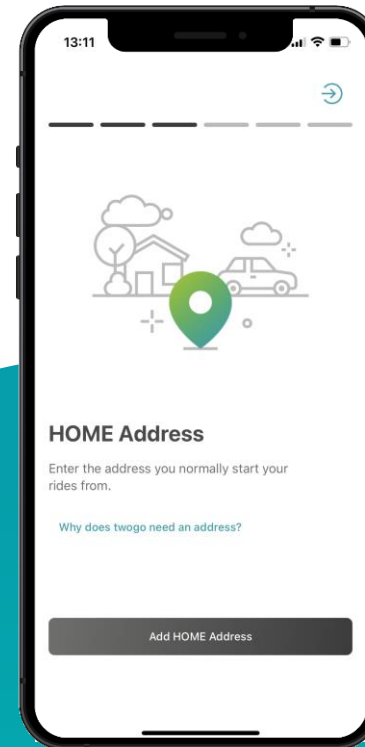 13:11
HOME Address
Enter the address you normally start your
rides from.
Why does twogo need an address?
Add HOME Address